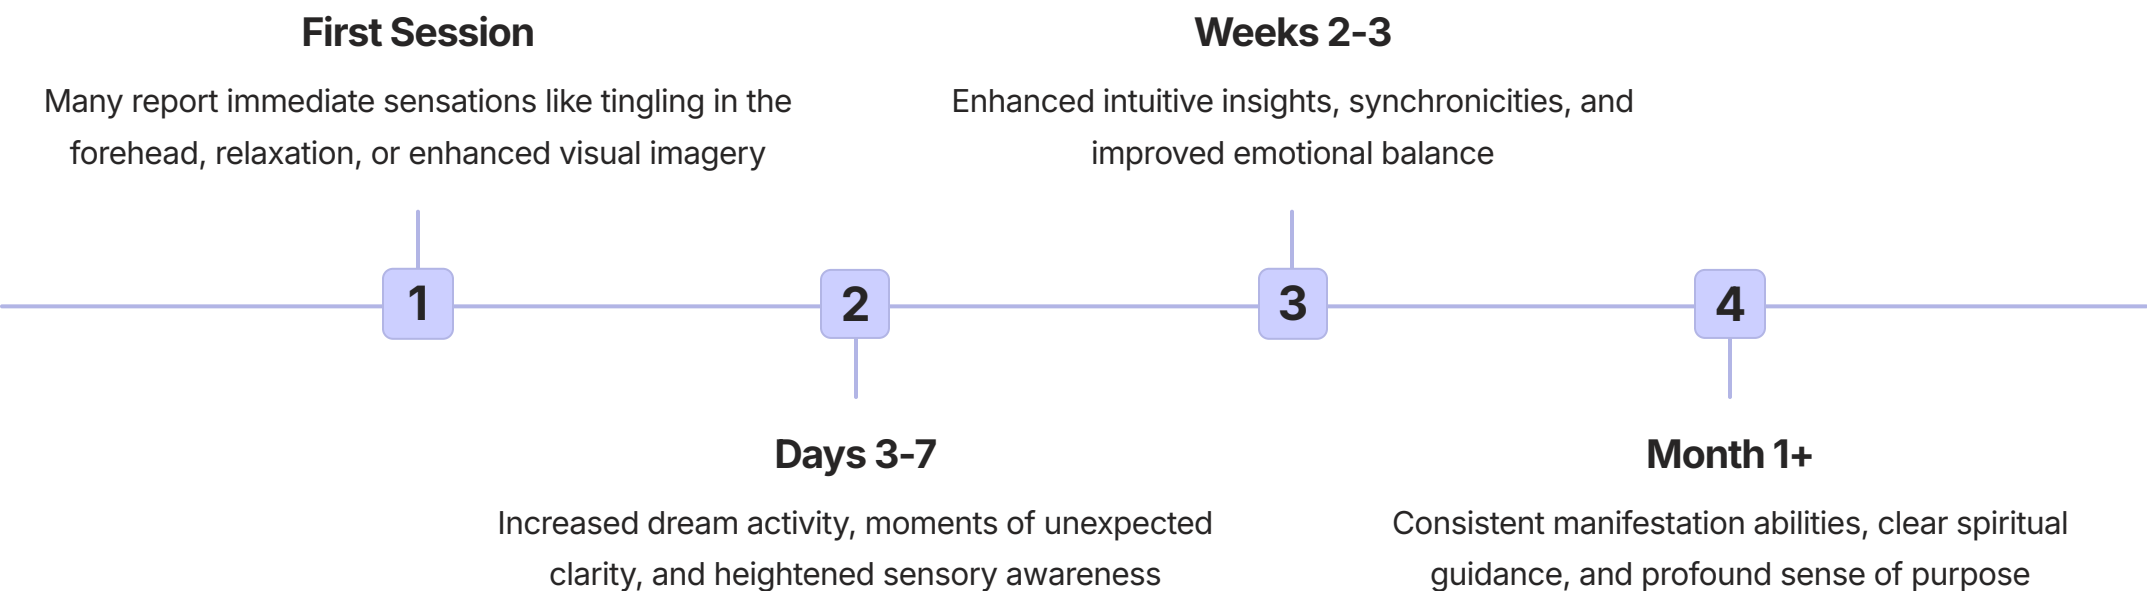 First Session
Many report immediate sensations like tingling in the
forehead, relaxation, or enhanced visual imagery
1
Days 3-7
Increased dream activity, moments of unexpected
clarity, and heightened sensory awareness
2
Weeks 2-3
Enhanced intuitive insights, synchronicities, and
improved emotional balance
3
Month 1+
Consistent manifestation abilities, clear spiritual
guidance, and profound sense of purpose
4